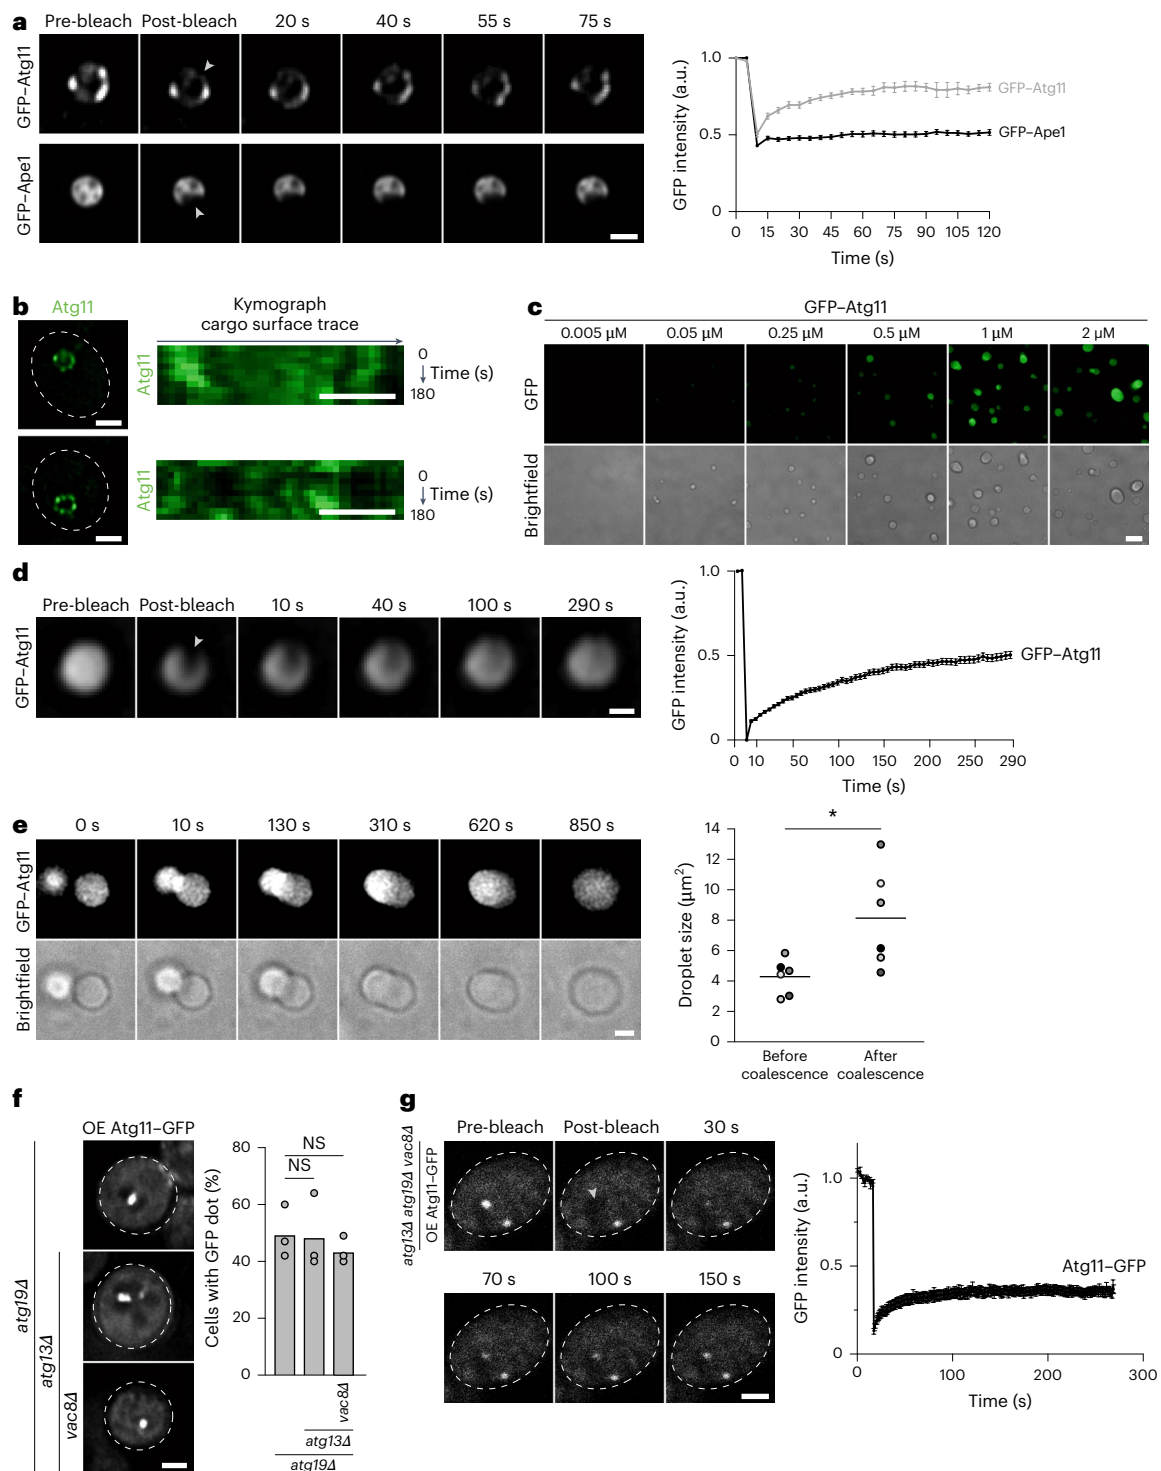 a
Pre-bleach Post-bleach 20 s 40 s 55 s 75 s
GFP–Atg11
GFP–Ape1
GFP intensity (a.u.)
1.0
0.5
0
GFP–Atg11
GFP–Ape1
0 15 30 45 60 75 90 105 120
Time (s)
b
Atg11
Kymograph
cargo surface trace
Atg11
0
Time (s)
180
Atg11
0
Time (s)
180
c
GFP–Atg11
0.005 µM 0.05 µM 0.25 µM 0.5 µM 1 µM 2 µM
GFP
Brightfield
d
Pre-bleach Post-bleach 10 s 40 s 100 s 290 s
GFP–Atg11
GFP intensity (a.u.)
1.0
0.5
0
GFP–Atg11
0 10 50 100 150 200 250 290
Time (s)
e
0 s 10 s 130 s 310 s 620 s 850 s
GFP–Atg11
Brightfield
Droplet size (µm²)
14
12
10
8
6
4
2
0
*
Before
coalescence
After
coalescence
f
OE Atg11–GFP
atg19Δ
atg13Δ
vac8Δ
Cells with GFP dot (%)
80
60
40
20
0
NS
NS
vac8Δ
atg13Δ
atg19Δ
g
atg13Δ atg19Δ vac8Δ
OE Atg11–GFP
Pre-bleach Post-bleach 30 s
70 s 100 s 150 s
GFP intensity (a.u.)
1.0
0.5
0
Atg11–GFP
0 100 200 300
Time (s)